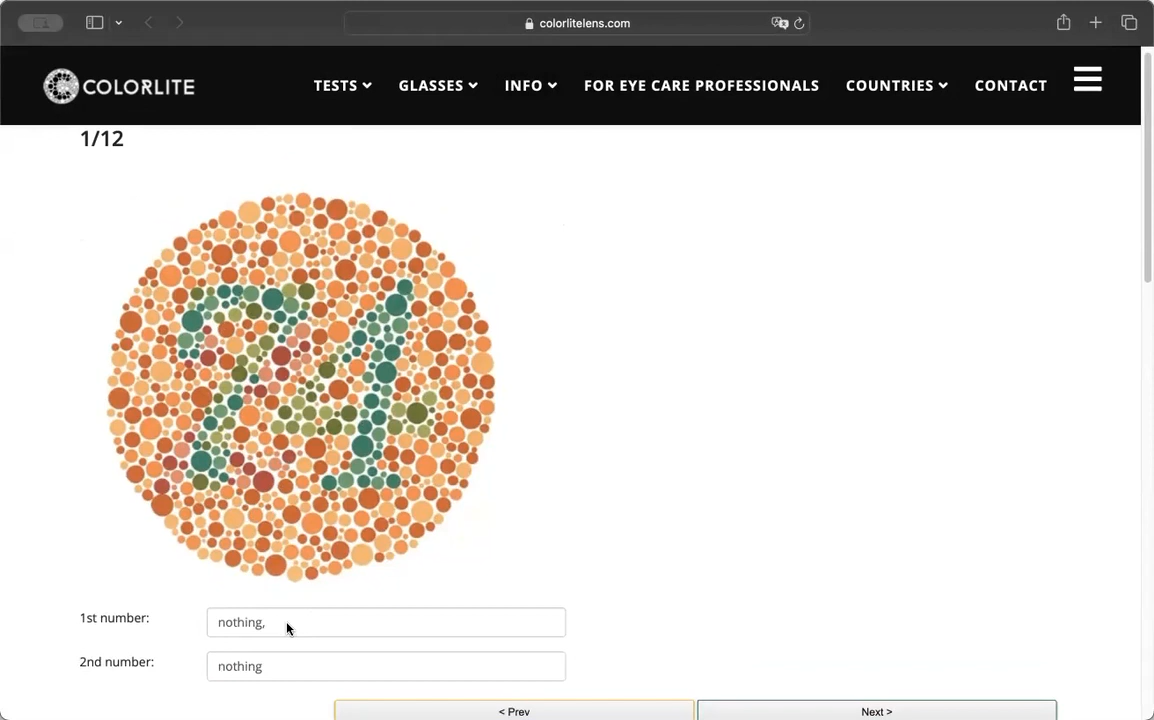 colorlitelens.com
COLORLITE TESTS GLASSES INFO FOR EYE CARE PROFESSIONALS COUNTRIES CONTACT
1/12
74
1st number: nothing,
2nd number: nothing
< Prev Next >